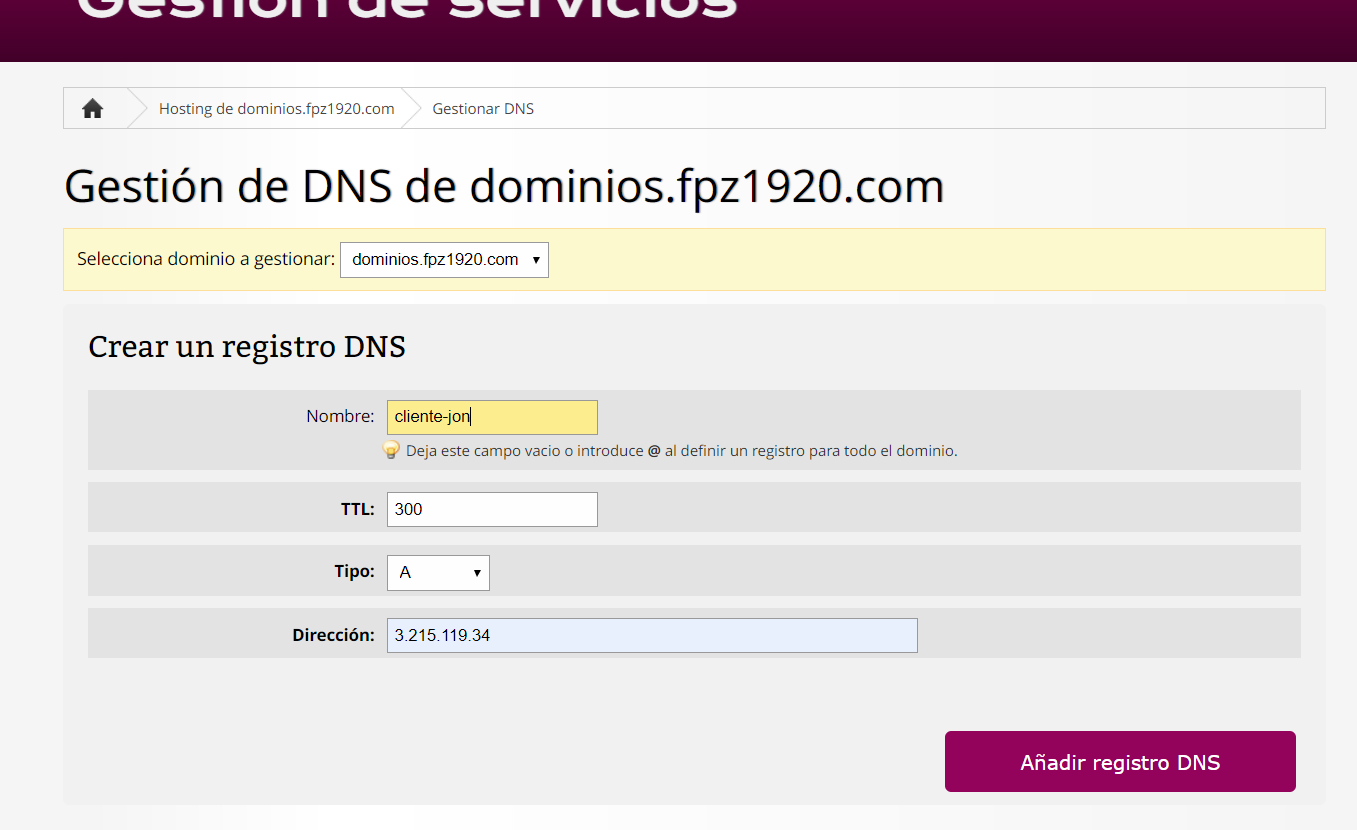 Gestión de servicios
Hosting de dominios.fpz1920.com Gestionar DNS
Gestión de DNS de dominios.fpz1920.com
Selecciona dominio a gestionar: dominios.fpz1920.com
Crear un registro DNS
Nombre: cliente-jon
Deja este campo vacio o introduce @ al definir un registro para todo el dominio.
TTL: 300
Tipo: A
Dirección: 3.215.119.34
Añadir registro DNS